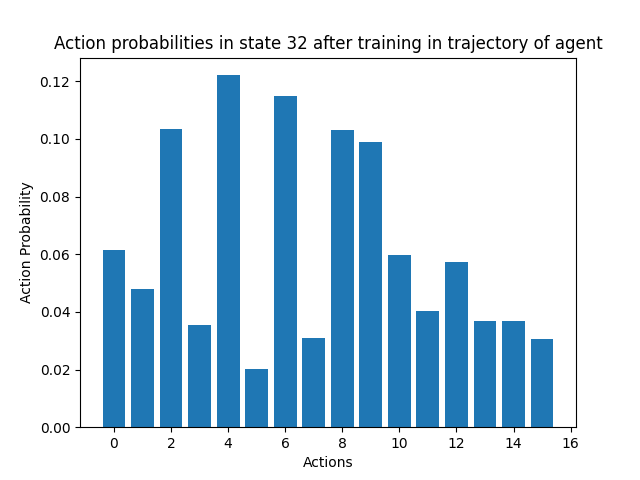 Action probabilities in state 32 after training in trajectory of agent
0.12
0.10
0.08
0.06
0.04
0.02
0.00
Action Probability
0 2 4 6 8 10 12 14 16
Actions